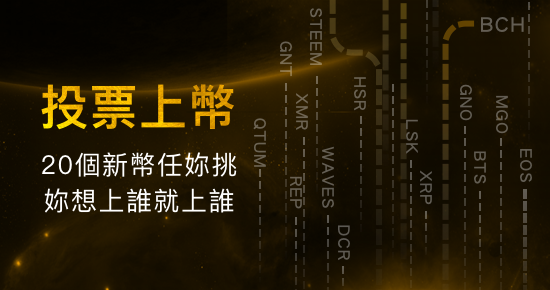 投票上幣
20個新幣任妳挑
妳想上誰就上誰
STEEM
BCH
GNT
HSR
XRP
XMR
GNO
MGO
QTUM
LSK
WAVES
BTS
EOS
XRP
REP
DCR